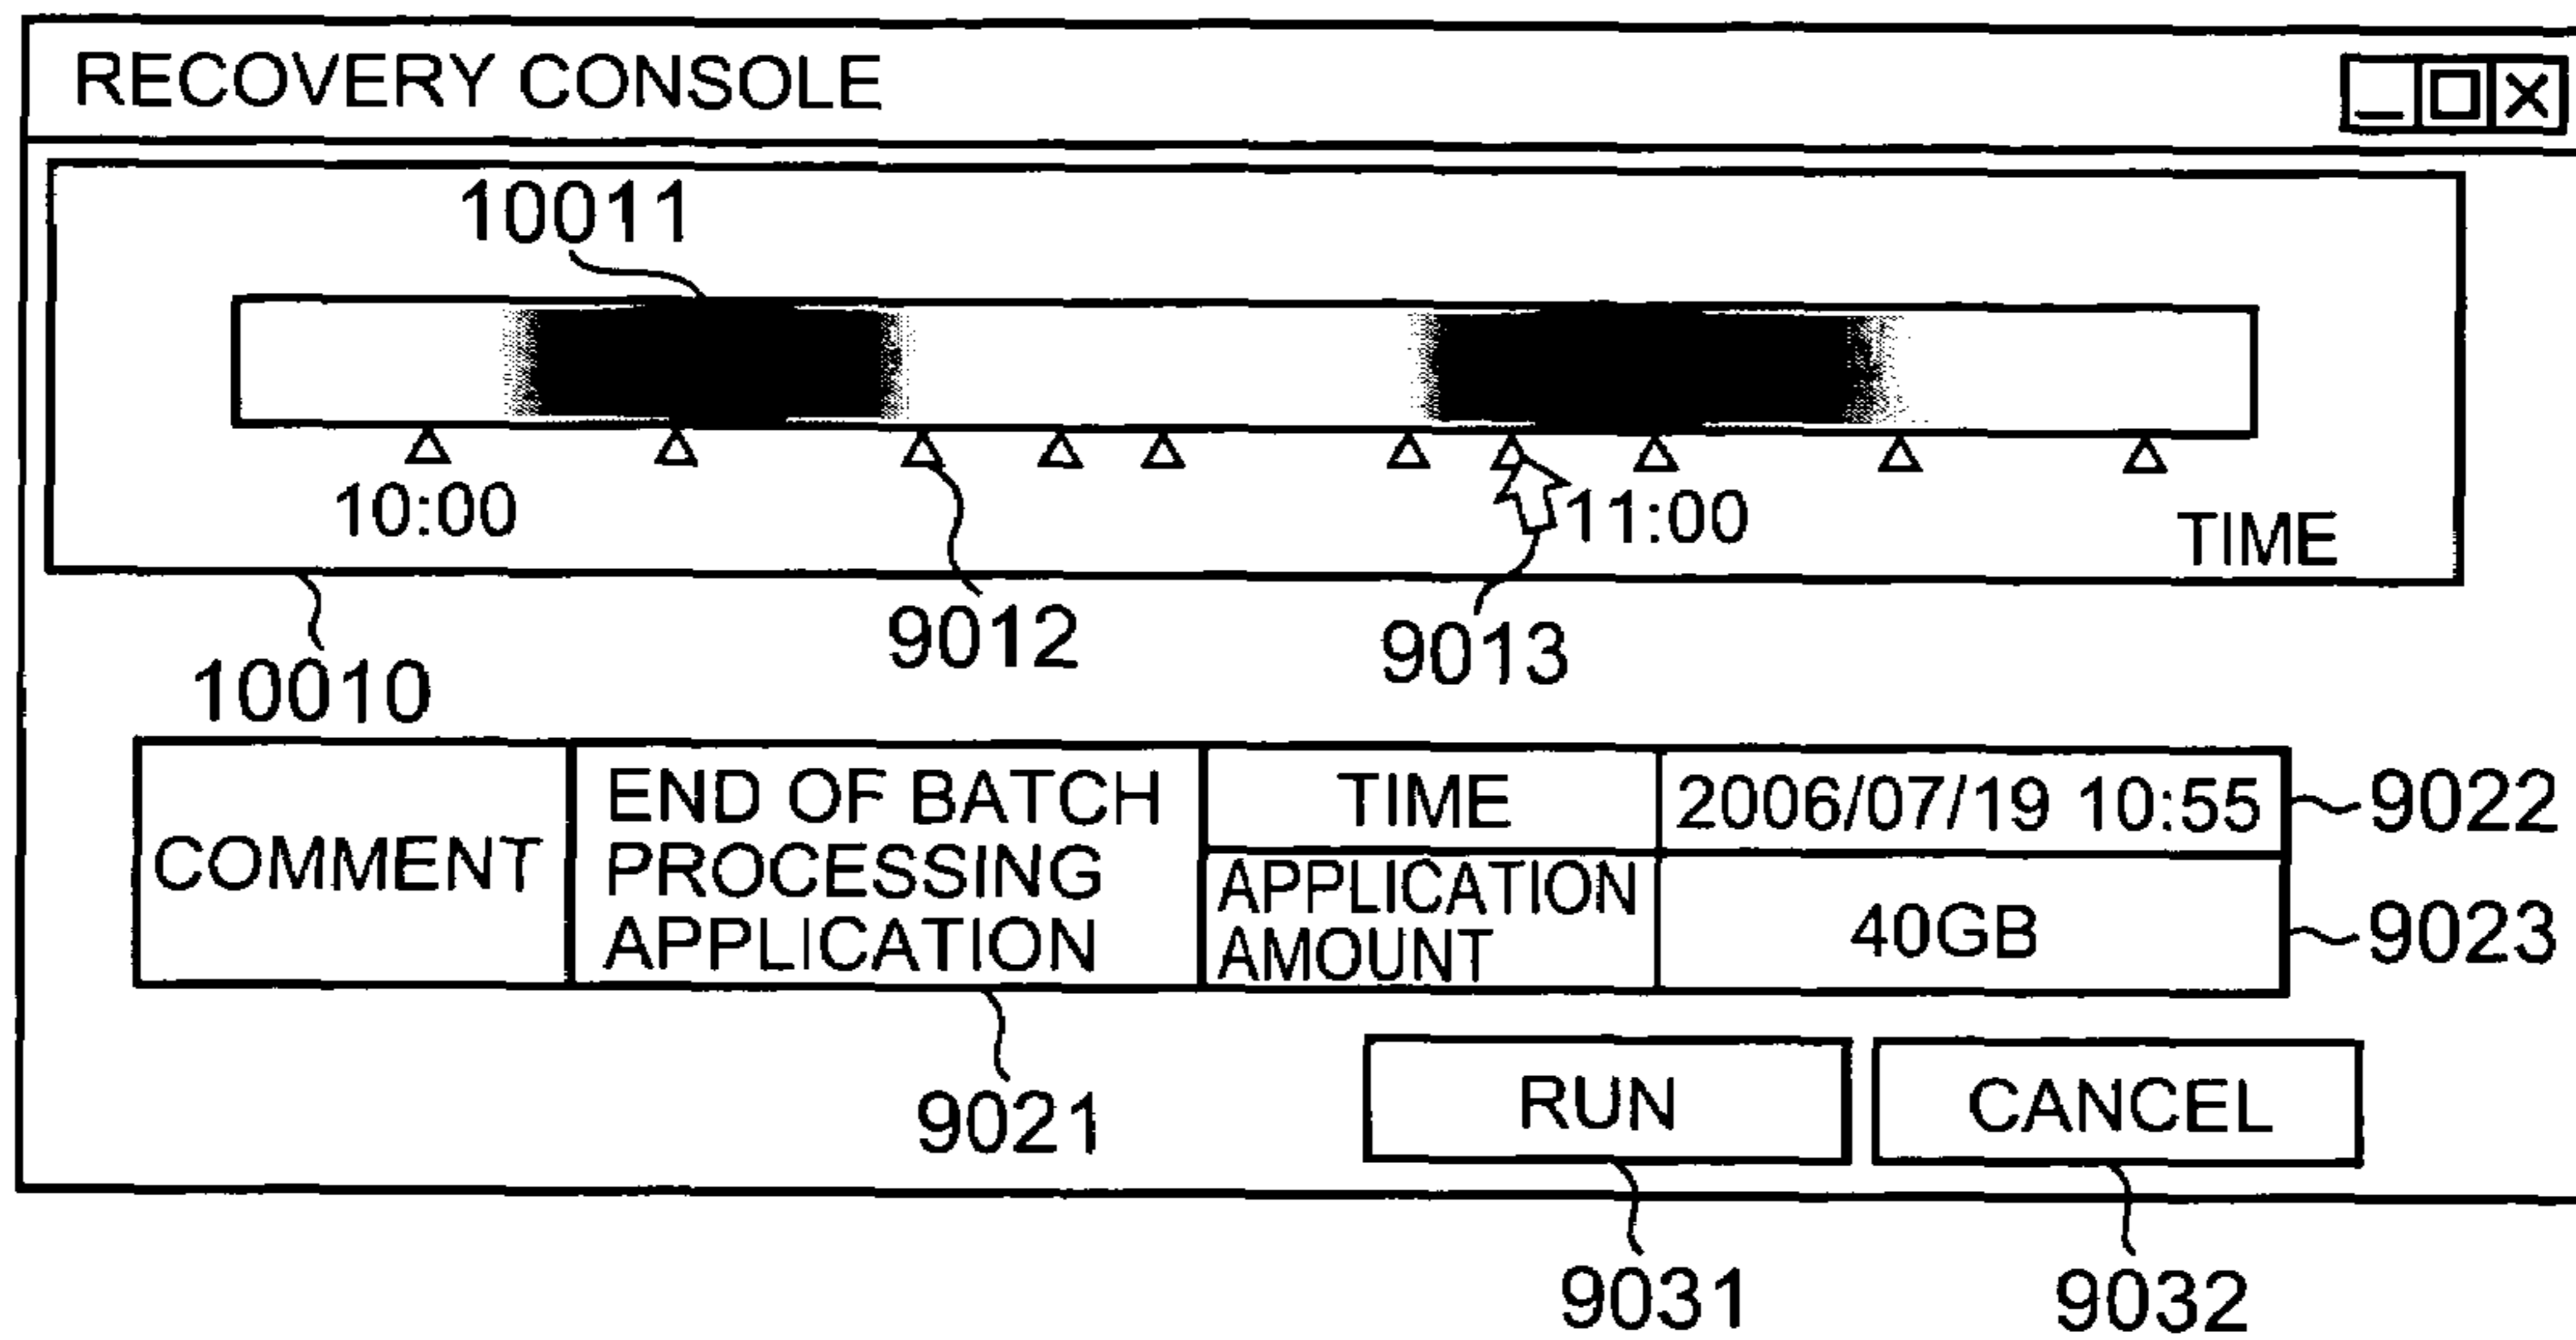 RECOVERY CONSOLE
10011
10:00
11:00
TIME
9012
9013
10010
COMMENT
END OF BATCH
PROCESSING
APPLICATION
TIME
2006/07/19 10:55
9022
APPLICATION
AMOUNT
40GB
9023
9021
RUN
CANCEL
9031
9032